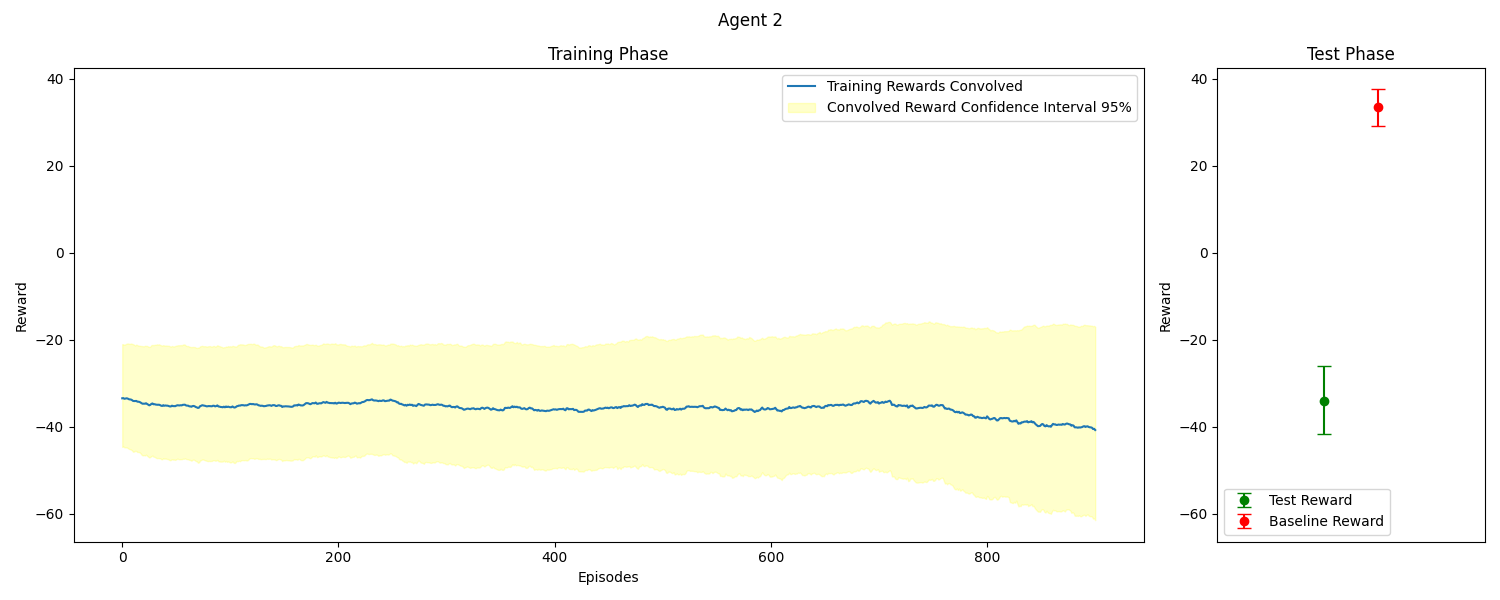 Agent 2
Training Phase
Training Rewards Convolved
Convolved Reward Confidence Interval 95%
Reward
40
20
0
−20
−40
−60
0
200
400
600
800
Episodes
Test Phase
Reward
40
20
0
−20
−40
−60
Test Reward
Baseline Reward